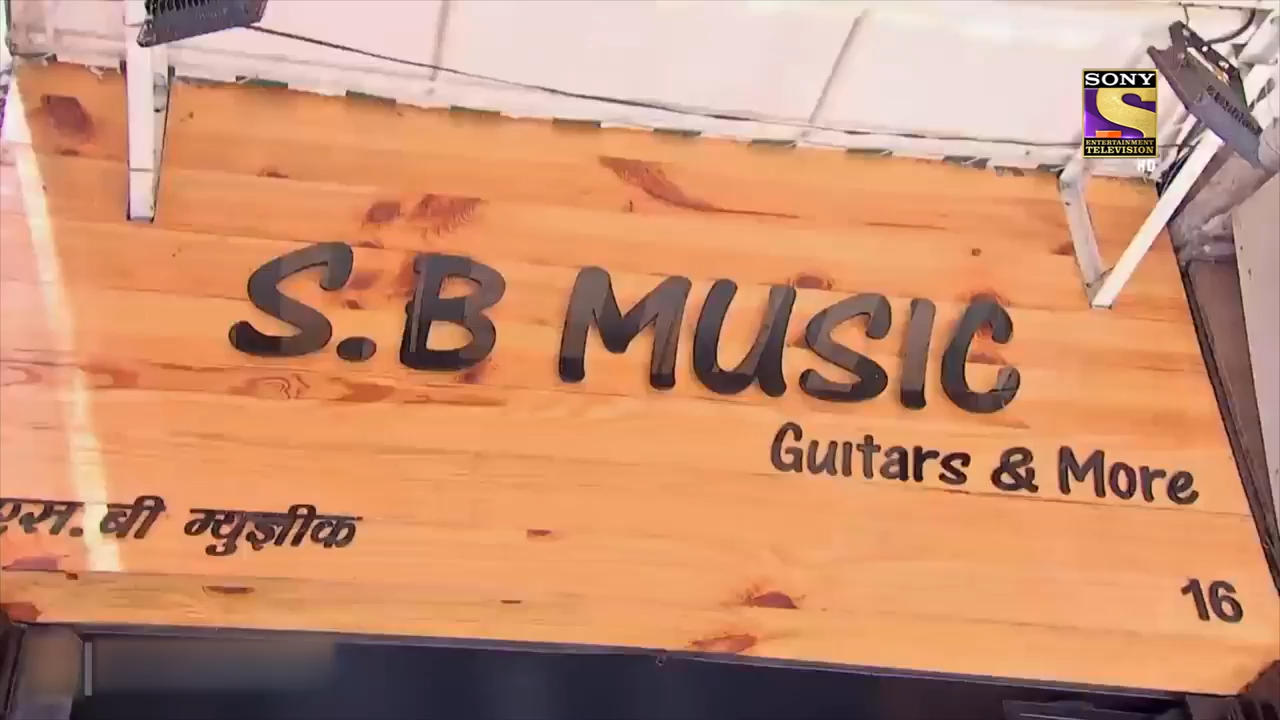 SONY
S
ENTERTAINMENT
TELEVISION
HD
S.B MUSIC
Guitars & More
एस.बी म्युझीक
16